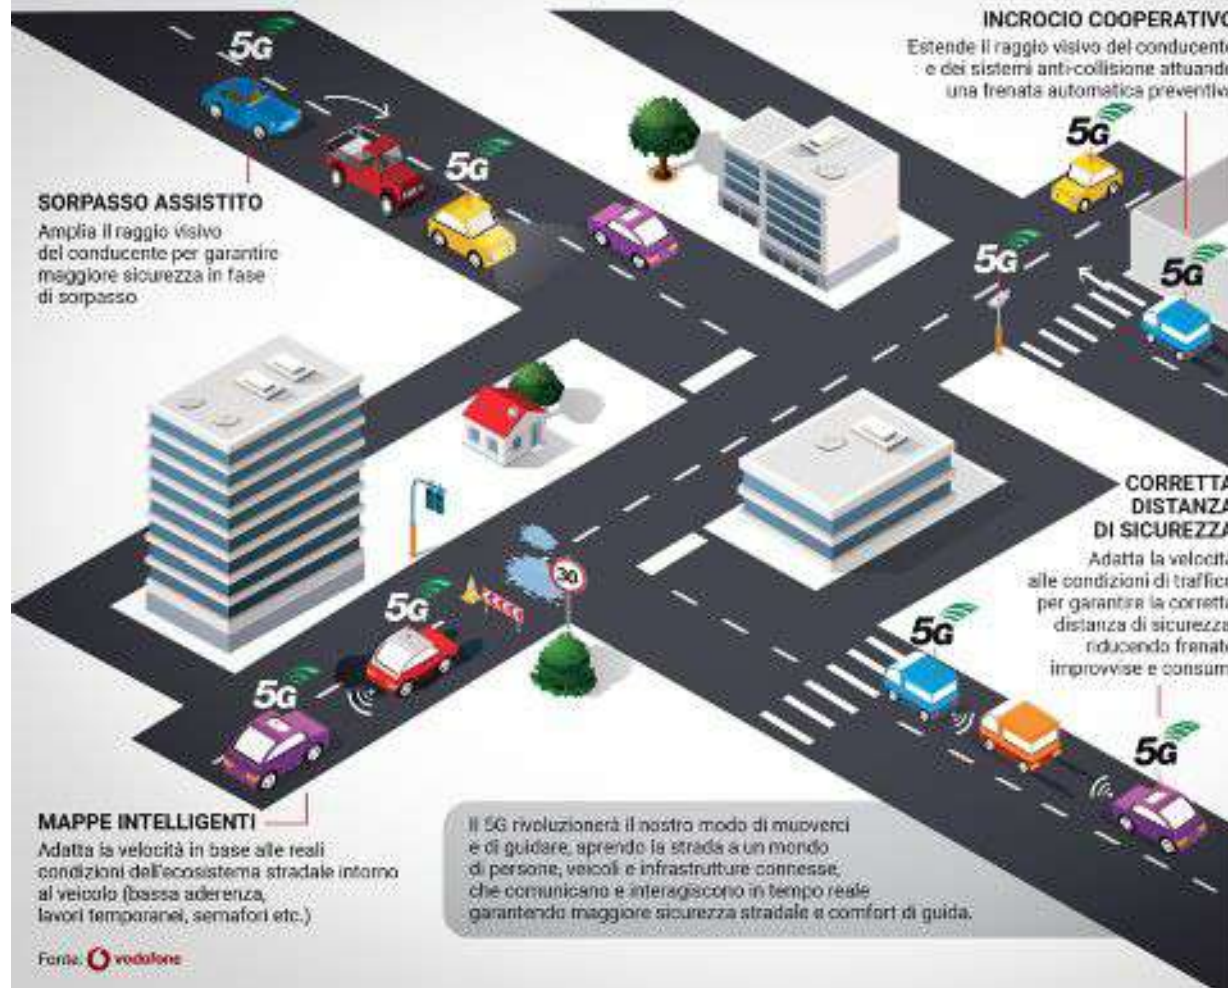 INCROCIO COOPERATIVO
Estende il raggio visivo del conducente
e dei sistemi anti-collisione attuando
una frenata automatica preventiva
5G
5G
5G
5G
5G
SORPASSO ASSISTITO
Amplia il raggio visivo
del conducente per garantire
maggiore sicurezza in fase
di sorpasso
30
5G
5G
CORRETTA
DISTANZA
DI SICUREZZA
Adatta la velocità
alle condizioni di traffico
per garantire la corretta
distanza di sicurezza
riducendo frenate
improvvise e consumi
5G
5G
MAPPE INTELLIGENTI
Adatta la velocità in base alle reali
condizioni dell'ecosistema stradale intorno
al veicolo (bassa aderenza,
lavori temporanei, semafori etc.)
Il 5G rivoluzionerà il nostro modo di muoverci
e di guidare, aprendo la strada a un mondo
di persone, veicoli e infrastrutture connesse,
che comunicano e interagiscono in tempo reale
garantendo maggiore sicurezza stradale e comfort di guida.
Fonte: vodafone